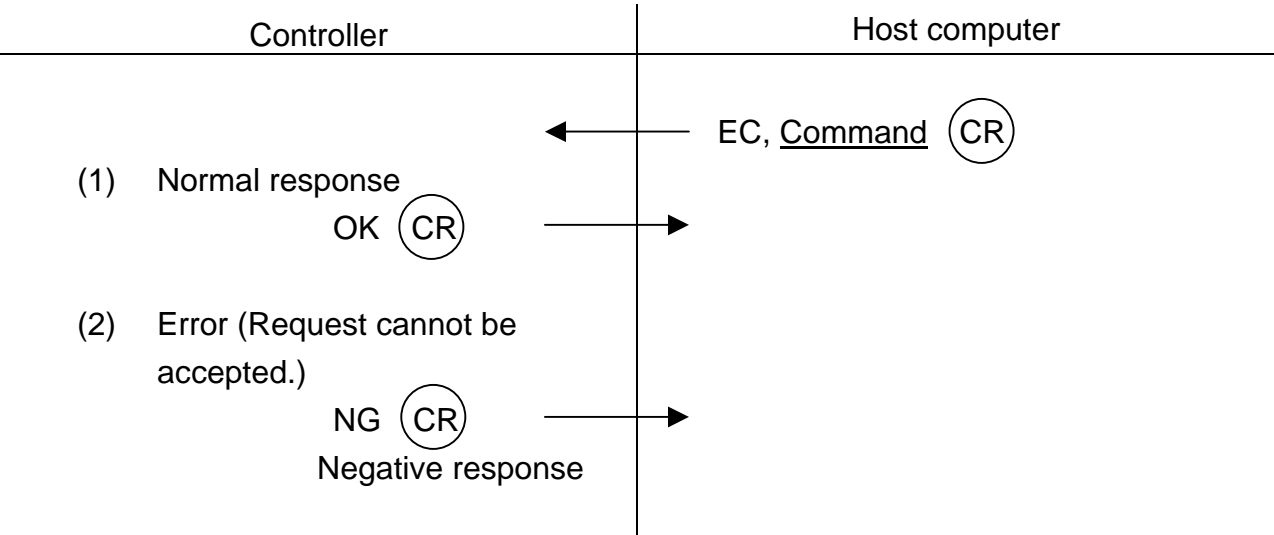 Controller
Host computer
EC, Command CR
(1) Normal response
OK CR
(2) Error (Request cannot be
accepted.)
NG CR
Negative response